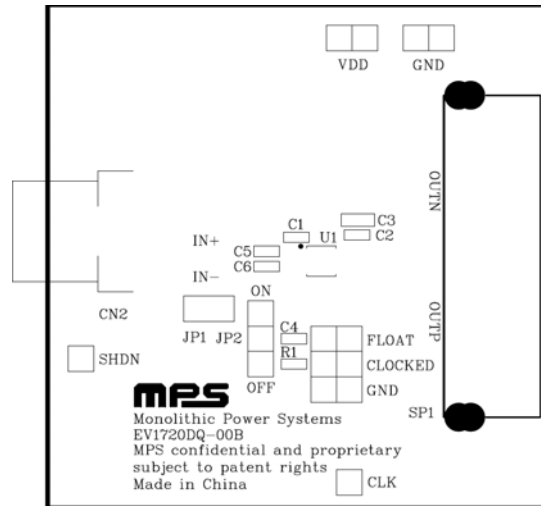 VDD GND
OUTN
C1 C3
IN+ U1 C2
C5
C6
IN-
ON
OUTP
CN2
JP1 JP2 C4 FLOAT
SHDN R1 CLOCKED
OFF GND
SP1
MPS
Monolithic Power Systems
EV1720DQ-00B
MPS confidential and proprietary
subject to patent rights
Made in China
CLK